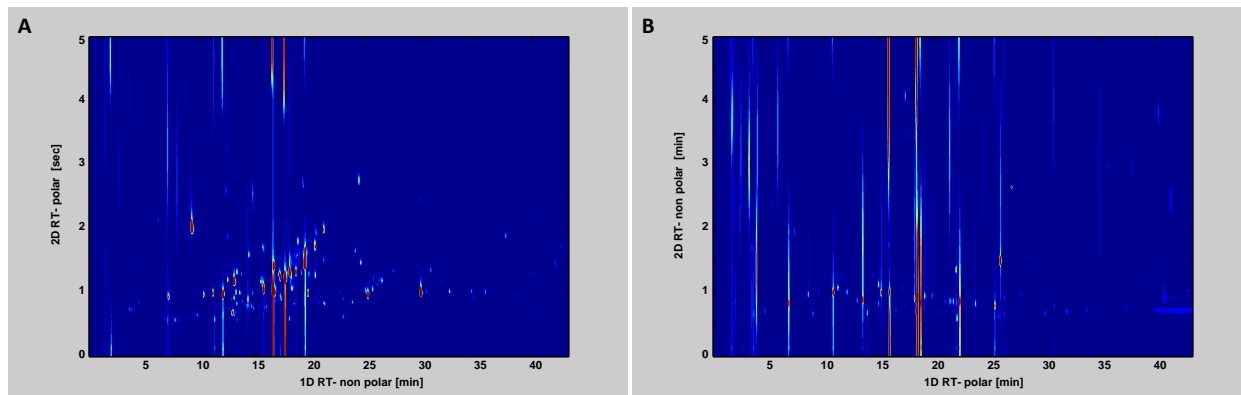 A
5
4
3
2
1
0
2D RT- polar [sec]
5 10 15 20 25 30 35 40
1D RT- non polar [min]
B
5
4
3
2
1
0
2D RT- non polar [min]
5 10 15 20 25 30 35 40
1D RT- polar [min]